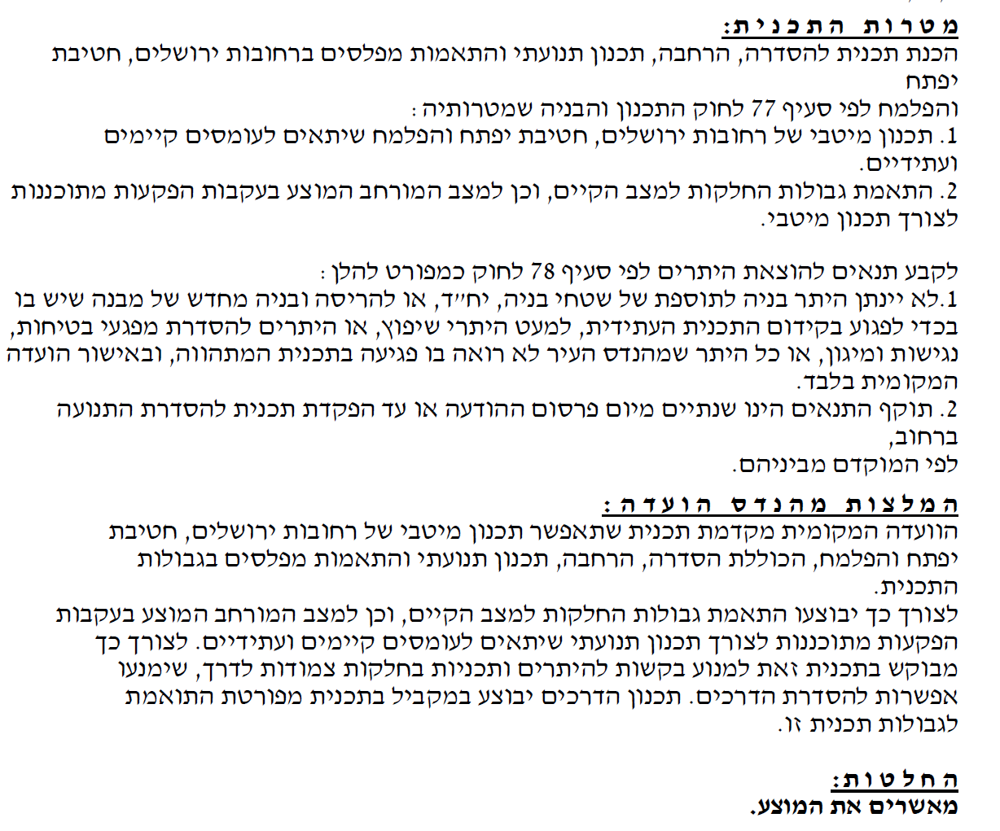 מטרות התכנית:
הכנת תכנית להסדרה, הרחבה, תכנון תנועתי והתאמות מפלסים ברחובות ירושלים, חטיבת
יפתח
והפלמח לפי סעיף 77 לחוק התכנון והבניה שמטרותיה:
1. תכנון מיטבי של רחובות ירושלים, חטיבת יפתח והפלמח שיתאים לעומסים קיימים
ועתידיים.
2. התאמת גבולות החלקות למצב הקיים, וכן למצב המורחב המוצע בעקבות הפקעות מתוכננות
לצורך תכנון מיטבי.
לקבע תנאים להוצאת היתרים לפי סעיף 78 לחוק כמפורט להלן:
1.לא יינתן היתר בניה לתוספת של שטחי בניה, יח״ד, או להריסה ובניה מחדש של מבנה שיש בו
בכדי לפגוע בקידום התכנית העתידית, למעט היתרי שיפוץ, או היתרים להסדרת מפגעי בטיחות,
נגישות ומיגון, או כל היתר שמהנדס העיר לא רואה בו פגיעה בתכנית המתהווה, ובאישור הועדה
המקומית בלבד.
2. תוקף התנאים הינו שנתיים מיום פרסום ההודעה או עד הפקדת תכנית להסדרת התנועה
ברחוב,
לפי המוקדם מביניהם.
המלצות מהנדס הועדה:
הוועדה המקומית מקדמת תכנית שתאפשר תכנון מיטבי של רחובות ירושלים, חטיבת
יפתח והפלמח, הכוללת הסדרה, הרחבה, תכנון תנועתי והתאמות מפלסים בגבולות
התכנית.
לצורך כך יבוצעו התאמת גבולות החלקות למצב הקיים, וכן למצב המורחב המוצע בעקבות
הפקעות מתוכננות לצורך תכנון תנועתי שיתאים לעומסים קיימים ועתידיים. לצורך כך
מבוקש בתכנית זאת למנוע בקשות להיתרים ותכניות בחלקות צמודות לדרך, שימנעו
אפשרות להסדרת הדרכים. תכנון הדרכים יבוצע במקביל בתכנית מפורטת התואמת
לגבולות תכנית זו.
החלטות:
מאשרים את המוצע.